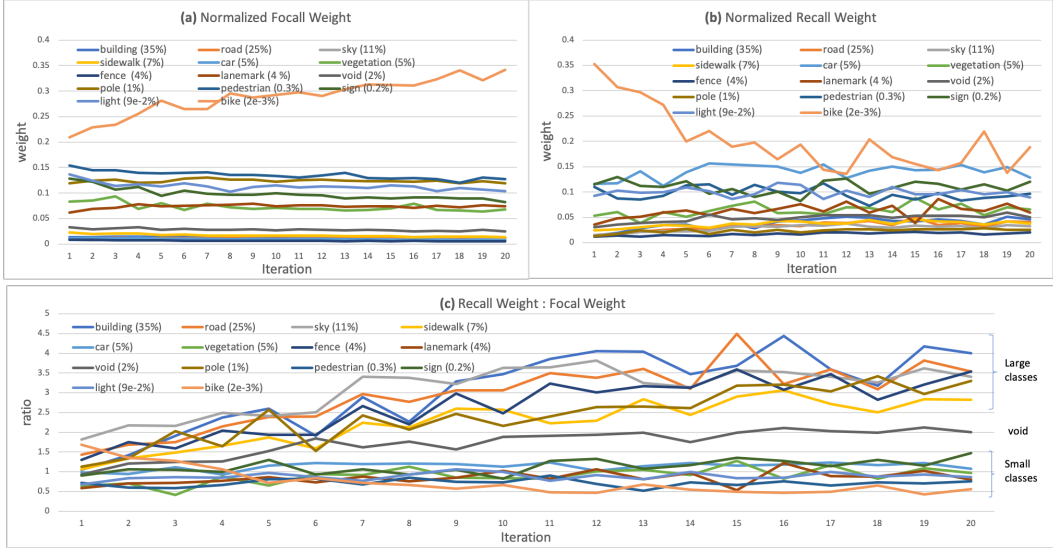 (a) Normalized Focall Weight
0.4
building (35%) road (25%) sky (11%)
0.35
sidewalk (7%) car (5%) vegetation (5%)
0.3
fence (4%) lanemark (4 %) void (2%)
pole (1%) pedestrian (0.3%) sign (0.2%)
0.25
light (9e-2%) bike (2e-3%)
0.2
0.15
0.1
0.05
0
weight
1 2 3 4 5 6 7 8 9 10 11 12 13 14 15 16 17 18 19 20
Iteration
(b) Normalized Recall Weight
0.4
building (35%) road (25%) sky (11%)
0.35
sidewalk (7%) car (5%) vegetation (5%)
0.3
fence (4%) lanemark (4 %) void (2%)
0.25
pole (1%) pedestrian (0.3%) sign (0.2%)
light (9e-2%) bike (2e-3%)
0.2
0.15
0.1
0.05
0
weight
1 2 3 4 5 6 7 8 9 10 11 12 13 14 15 16 17 18 19 20
Iteration
(c) Recall Weight : Focal Weight
5
building (35%) road (25%) sky (11%) sidewalk (7%)
4.5
car (5%) vegetation (5%) fence (4%) lanemark (4%)
4
void (2%) pole (1%) pedestrian (0.3%) sign (0.2%)
3.5
light (9e-2%) bike (2e-3%)
3
2.5
2
1.5
1
0.5
0
ratio
Large
classes
void
Small
classes
1 2 3 4 5 6 7 8 9 10 11 12 13 14 15 16 17 18 19 20
Iteration